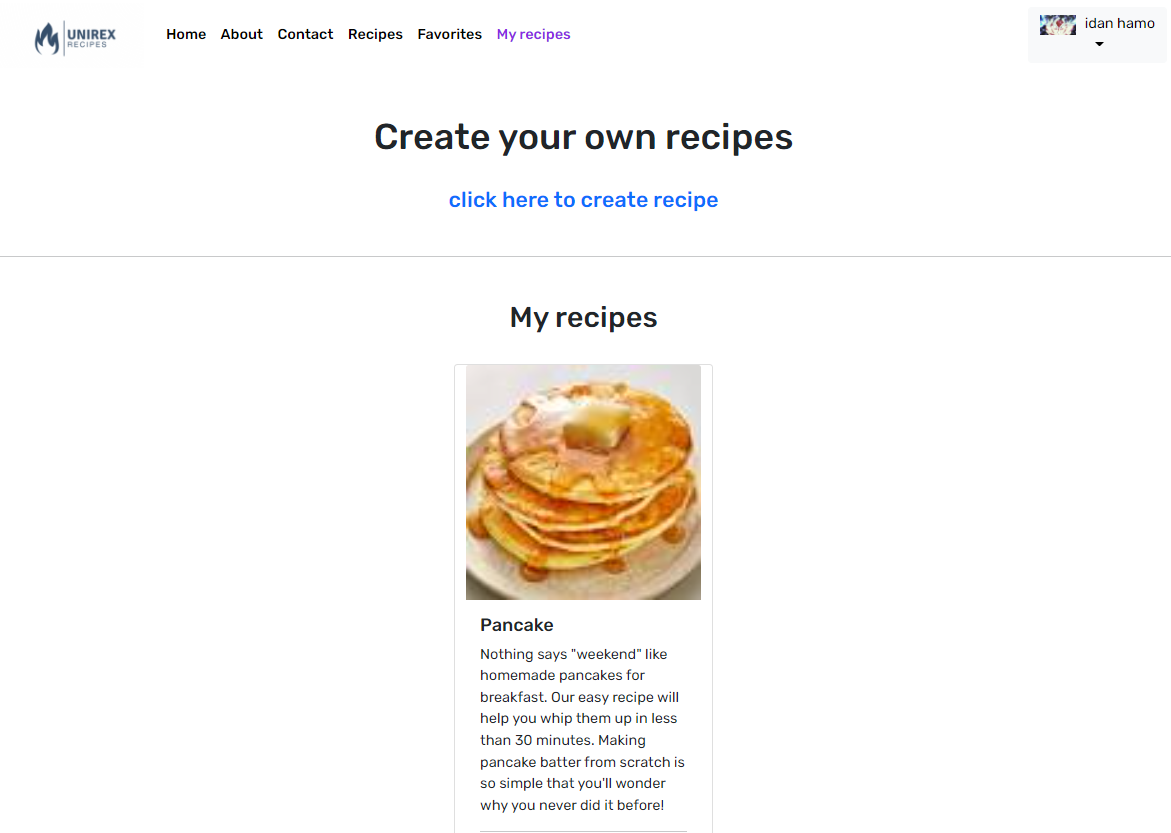 UNIREX
RECIPES
Home About Contact Recipes Favorites My recipes
idan hamo
Create your own recipes
click here to create recipe
My recipes
Pancake
Nothing says "weekend" like
homemade pancakes for
breakfast. Our easy recipe will
help you whip them up in less
than 30 minutes. Making
pancake batter from scratch is
so simple that you'll wonder
why you never did it before!